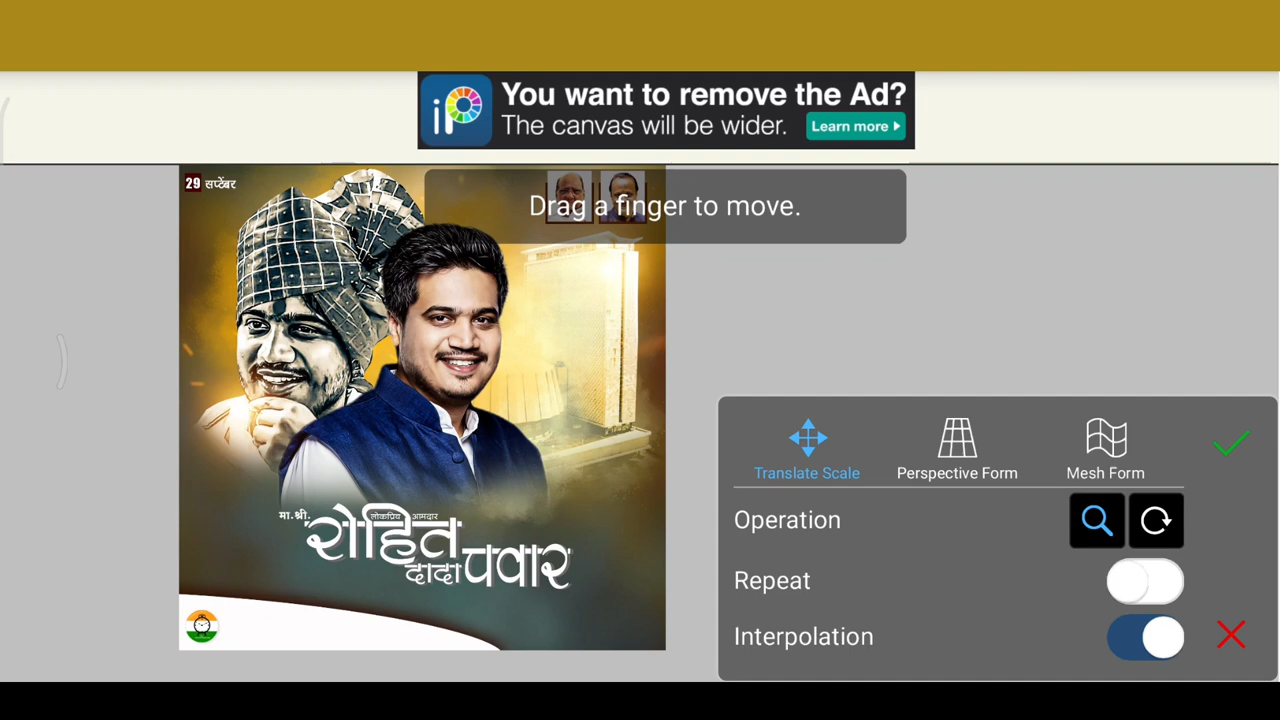 You want to remove the Ad?
The canvas will be wider.
Learn more
29 सप्टेंबर
Drag a finger to move.
मा.श्री.
लोकप्रिय आमदार
रोहित
दादा
पवार
Translate Scale
Perspective Form
Mesh Form
Operation
Repeat
Interpolation